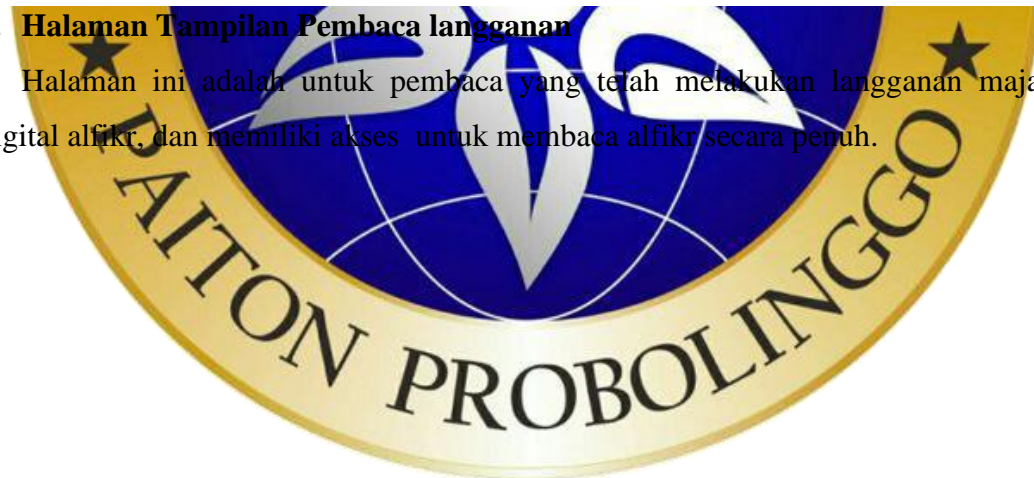 . Halaman Tampilan Pembaca langganan
Halaman ini adalah untuk pembaca yang telah melakukan langganan maja
gital alfikr, dan memiliki akses untuk membaca alfikr secara penuh.
PAITON PROBOLINGGO